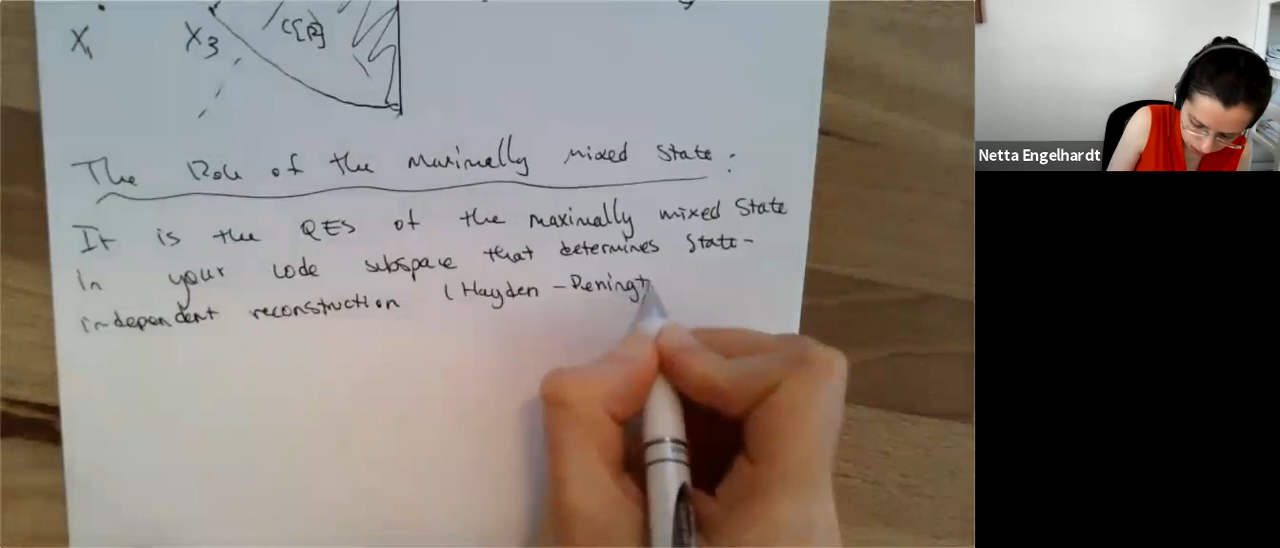 X₁ X₃ C[R]
The Role of the maximally mixed state:
It is the QES of the maximally mixed State
In your code subspace that determines State-
independent reconstruction (Hayden - Peningt
Netta Engelhardt